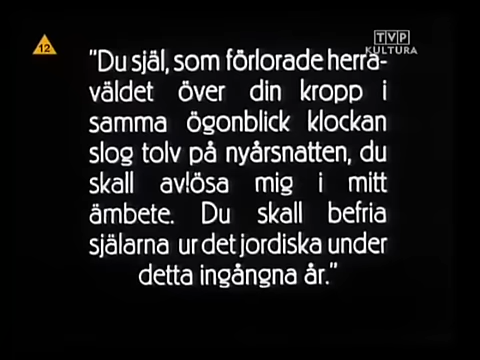 12
TVP
KULTURA
"Du själ, som förlorade herra-
väldet över din kropp i
samma ögonblick klockan
slog tolv på nyårsnatten, du
skall avlösa mig i mitt
ämbete. Du skall befria
själarna ur det jordiska under
detta ingångna år."